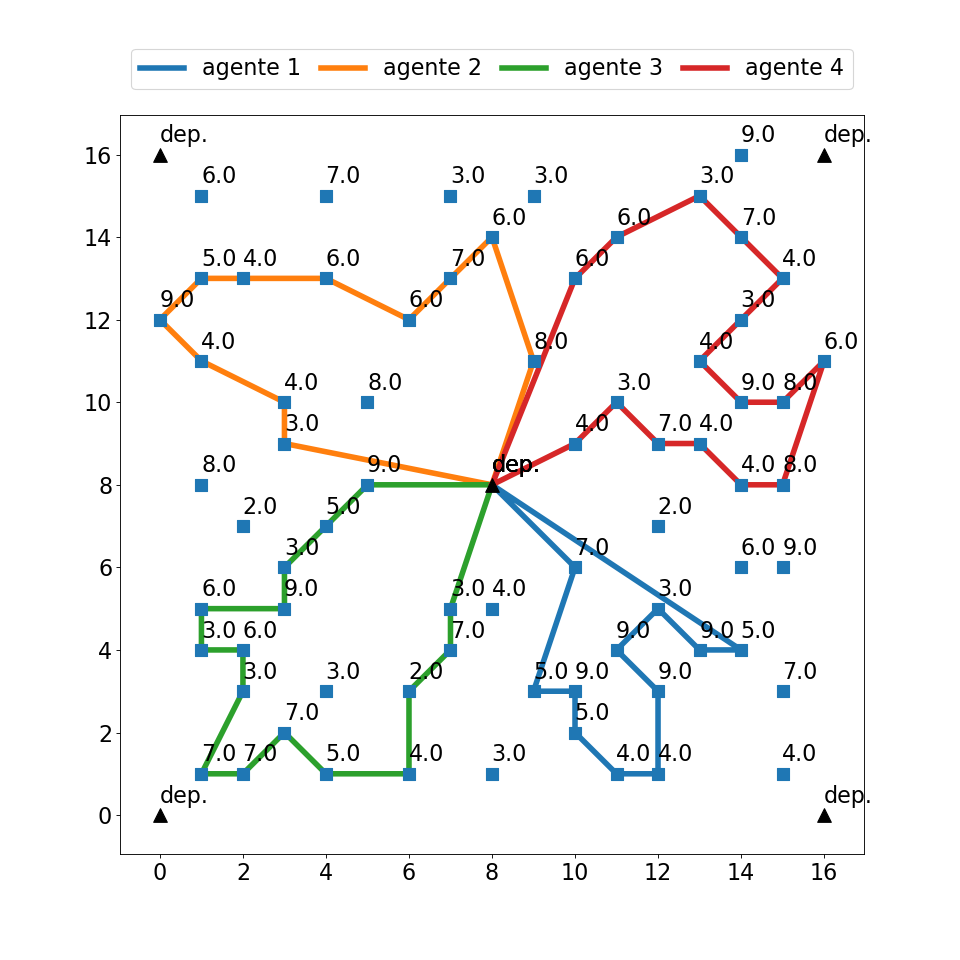 agente 1 agente 2 agente 3 agente 4
dep. 9.0 dep.
16
6.0 7.0 3.0 3.0 3.0
14 6.0 6.0 7.0
5.0 4.0 6.0 7.0 6.0 4.0
12 9.0 6.0 3.0
4.0 8.0 4.0 6.0
10 4.0 8.0 3.0 9.0 8.0
3.0 4.0 7.0 4.0
8 8.0 9.0 dep. 4.0 8.0
2.0 5.0 2.0
6 3.0 7.0 6.0 9.0
6.0 9.0 3.0 4.0 3.0
4 3.0 6.0 7.0 9.0 9.0 5.0
3.0 3.0 2.0 5.0 9.0 9.0 7.0
2 7.0 5.0
7.0 7.0 5.0 4.0 3.0 4.0 4.0 4.0
0 dep. dep.
0 2 4 6 8 10 12 14 16